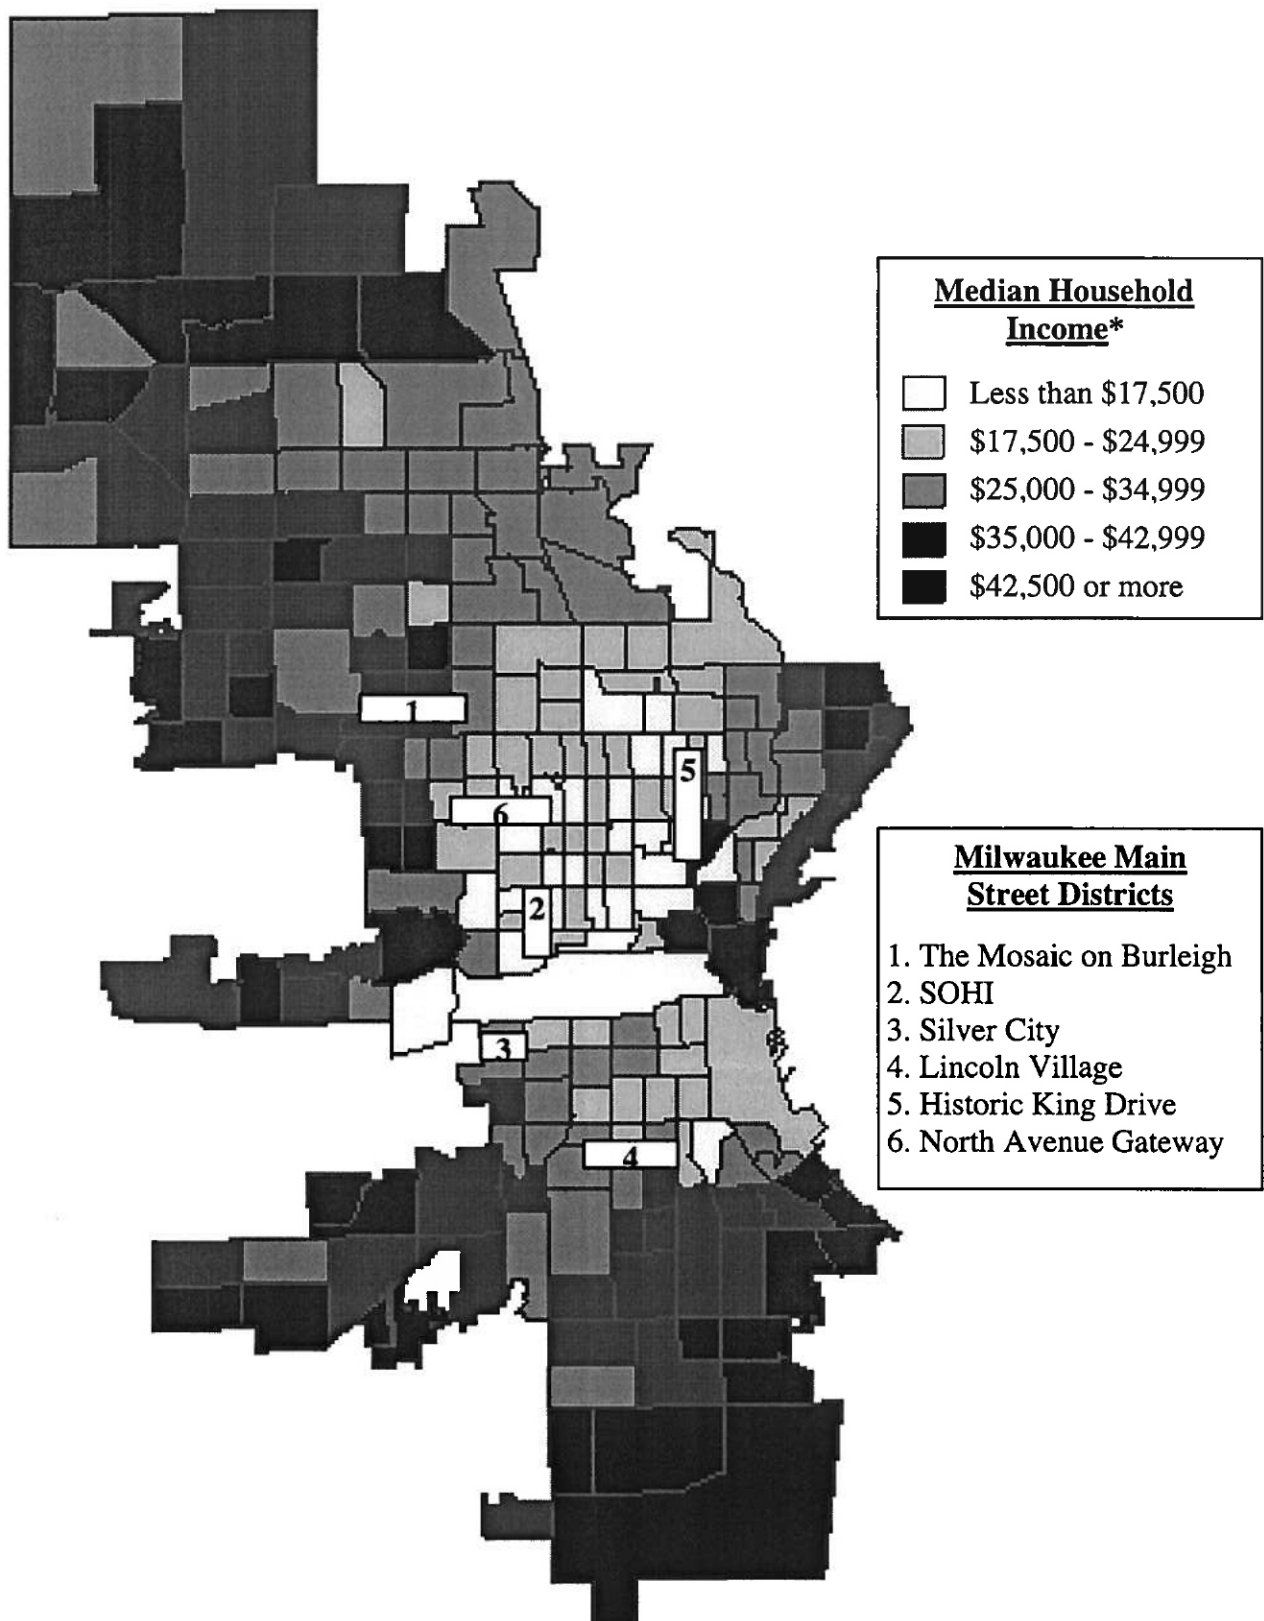 Median Household
Income*
Less than $17,500
$17,500 - $24,999
$25,000 - $34,999
$35,000 - $42,999
$42,500 or more
1
5
6
2
3
4
Milwaukee Main
Street Districts
1. The Mosaic on Burleigh
2. SOHI
3. Silver City
4. Lincoln Village
5. Historic King Drive
6. North Avenue Gateway